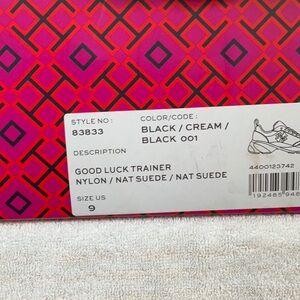 STYLE NO :
83833
COLOR/CODE :
BLACK / CREAM /
BLACK 001
DESCRIPTION
GOOD LUCK TRAINER
NYLON / NAT SUEDE / NAT SUEDE
SIZE US
9
4400123742